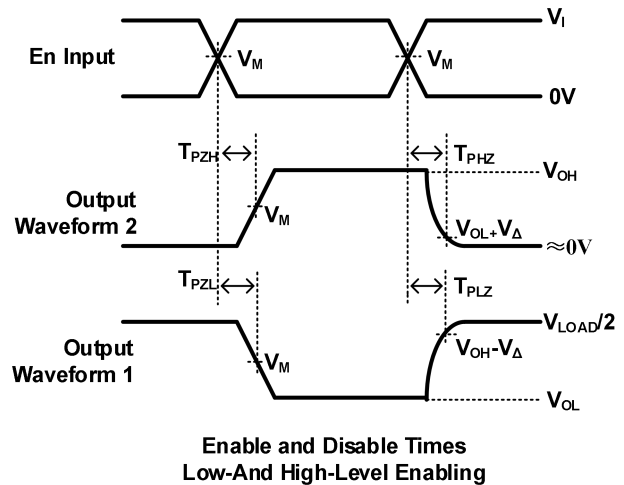 VI
En Input
VM
VM
0V
TPZH
TPHZ
VOH
Output
Waveform 2
VM
VOL+VΔ
≈0V
TPZL
TPLZ
VLOAD/2
Output
Waveform 1
VM
VOH-VΔ
VOL
Enable and Disable Times
Low-And High-Level Enabling